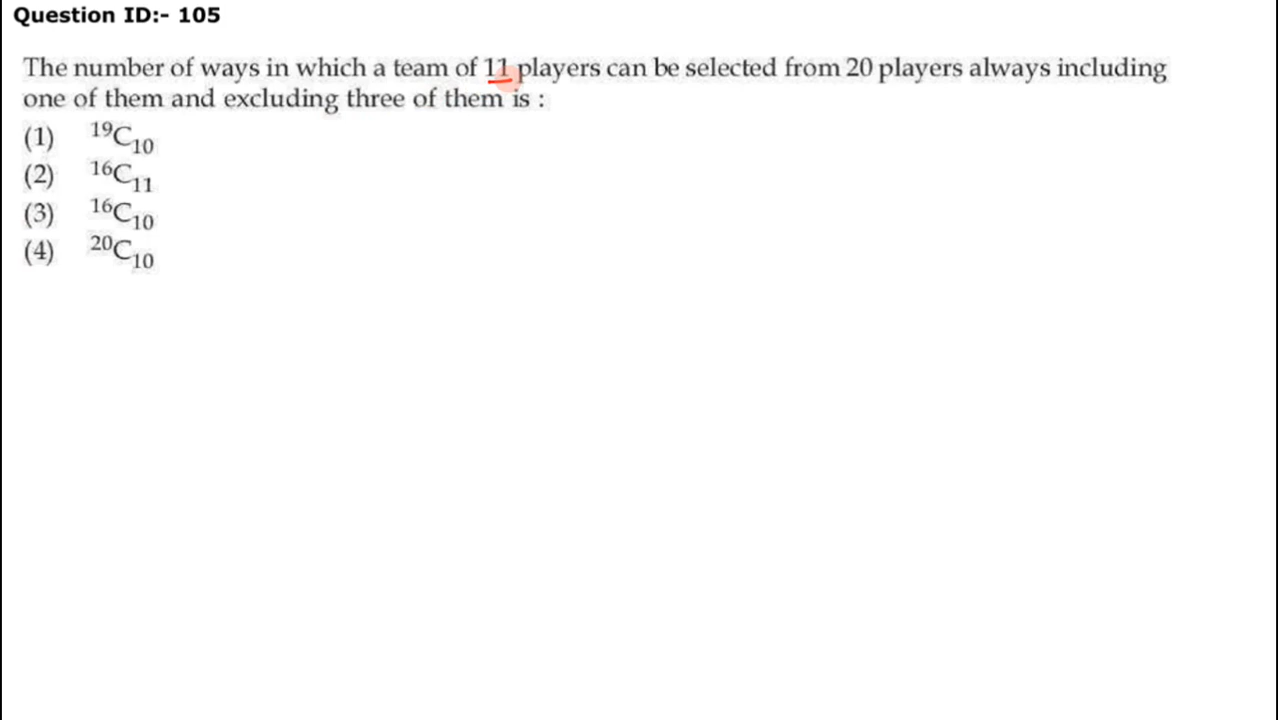 Question ID:- 105
The number of ways in which a team of 11 players can be selected from 20 players always including
one of them and excluding three of them is :
(1) ¹⁹C₁₀
(2) ¹⁶C₁₁
(3) ¹⁶C₁₀
(4) ²⁰C₁₀